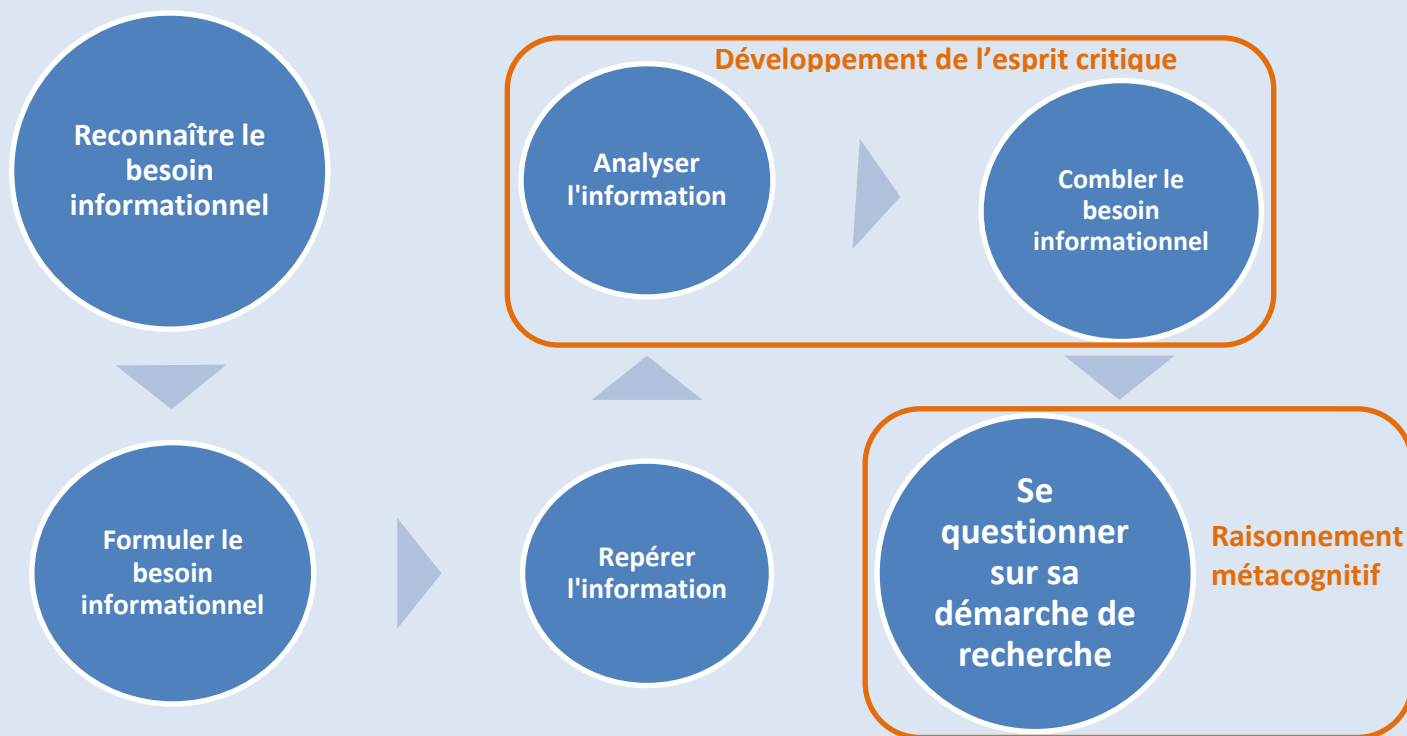 Reconnaître le
besoin
informationnel
Formuler le
besoin
informationnel
Repérer
l'information
Développement de l’esprit critique
Analyser
l'information
Combler le
besoin
informationnel
Se
questionner
sur sa
démarche de
recherche
Raisonnement
métacognitif